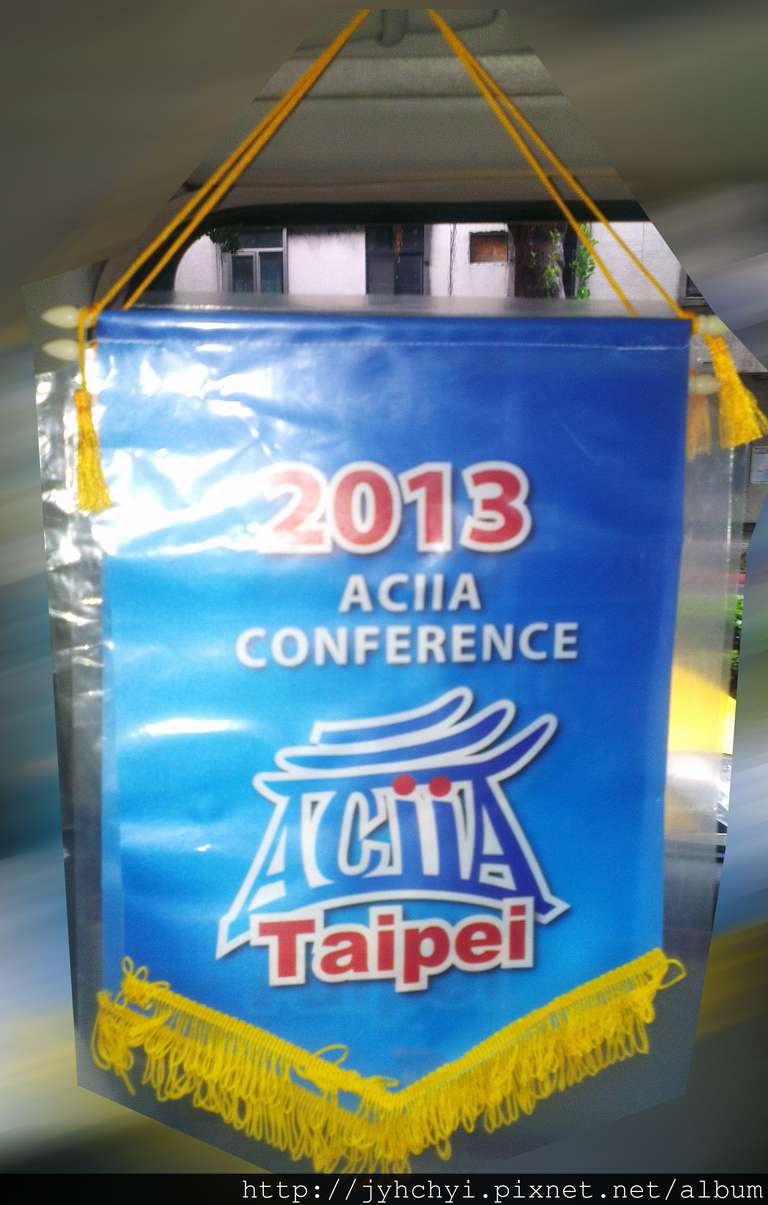 2013
ACIIA
CONFERENCE
ACiiA
Taipei
http://jyhchyi.pixnet.net/album